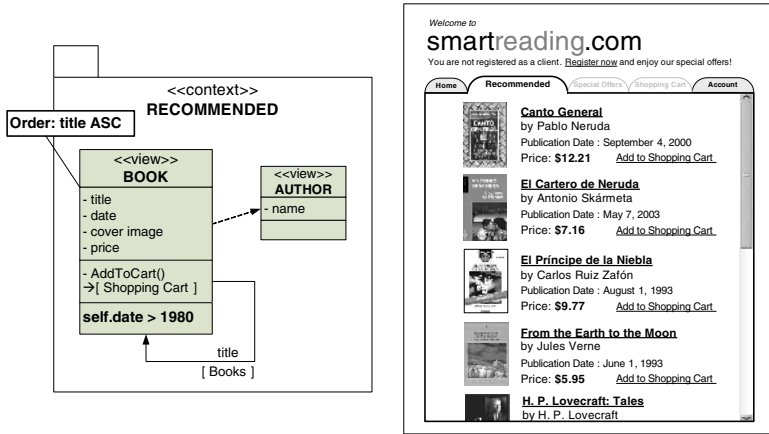 <<context>>
RECOMMENDED
Order: title ASC
<<view>>
BOOK
- title
- date
- cover image
- price
- AddToCart()
→[ Shopping Cart ]
self.date > 1980
<<view>>
AUTHOR
- name
title
[ Books ]
Welcome to
smartreading.com
You are not registered as a client. Register now and enjoy our special offers!
Home Recommended Special Offers Shopping Cart Account
Canto General
by Pablo Neruda
Publication Date : September 4, 2000
Price: $12.21 Add to Shopping Cart
El Cartero de Neruda
by Antonio Skármeta
Publication Date : May 7, 2003
Price: $7.16 Add to Shopping Cart
El Príncipe de la Niebla
by Carlos Ruiz Zafón
Publication Date : August 1, 1993
Price: $9.77 Add to Shopping Cart
From the Earth to the Moon
by Jules Verne
Publication Date : June 1, 1993
Price: $5.95 Add to Shopping Cart
H. P. Lovecraft: Tales
by H. P. Lovecraft